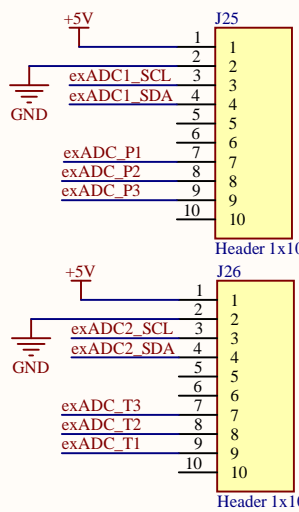 J25
+5V
1 1
2 2
exADC1_SCL 3 3
exADC1_SDA 4 4
GND
5 5
6 6
exADC_P1 7 7
exADC_P2 8 8
exADC_P3 9 9
10 10
Header 1x10
J26
+5V
1 1
2 2
exADC2_SCL 3 3
exADC2_SDA 4 4
GND
5 5
6 6
exADC_T3 7 7
exADC_T2 8 8
exADC_T1 9 9
10 10
Header 1x10